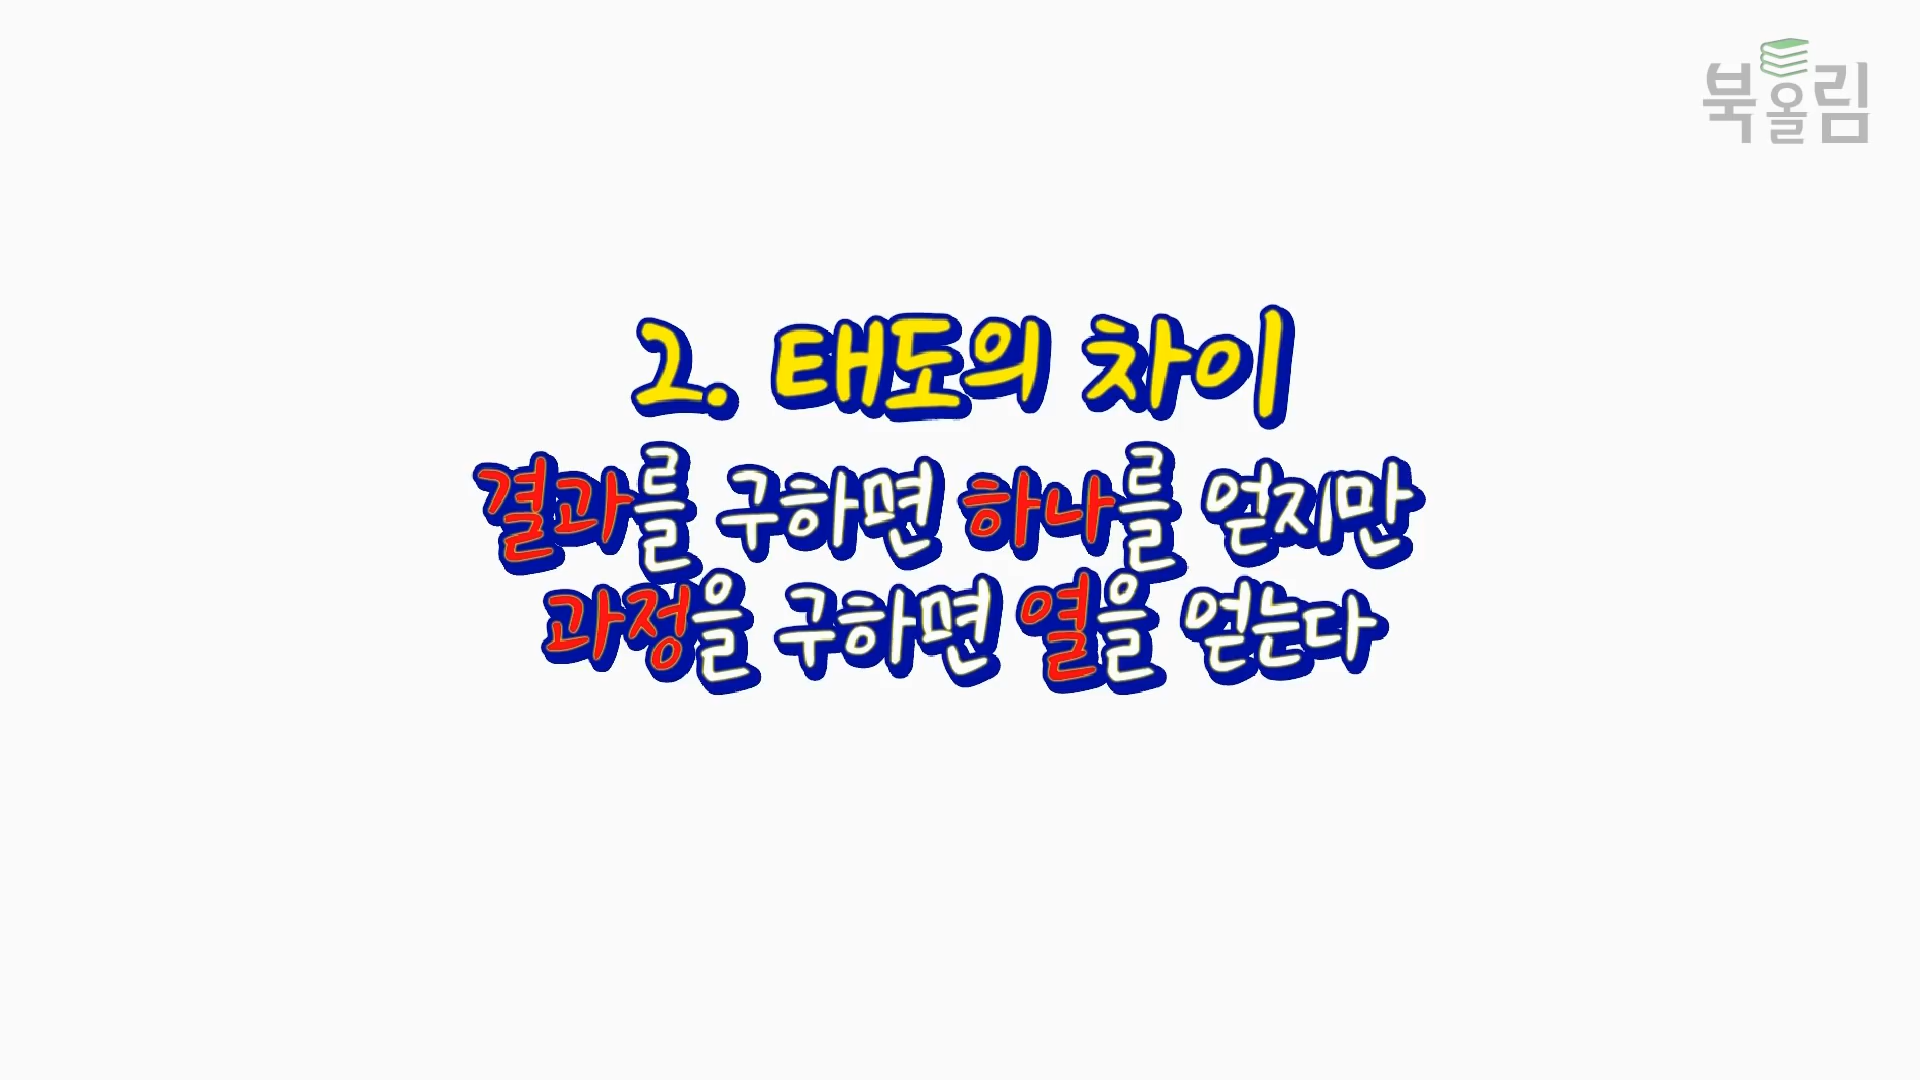 북올림
2. 태도의 차이
결과를 구하면 하나를 얻지만
과정을 구하면 열을 얻는다